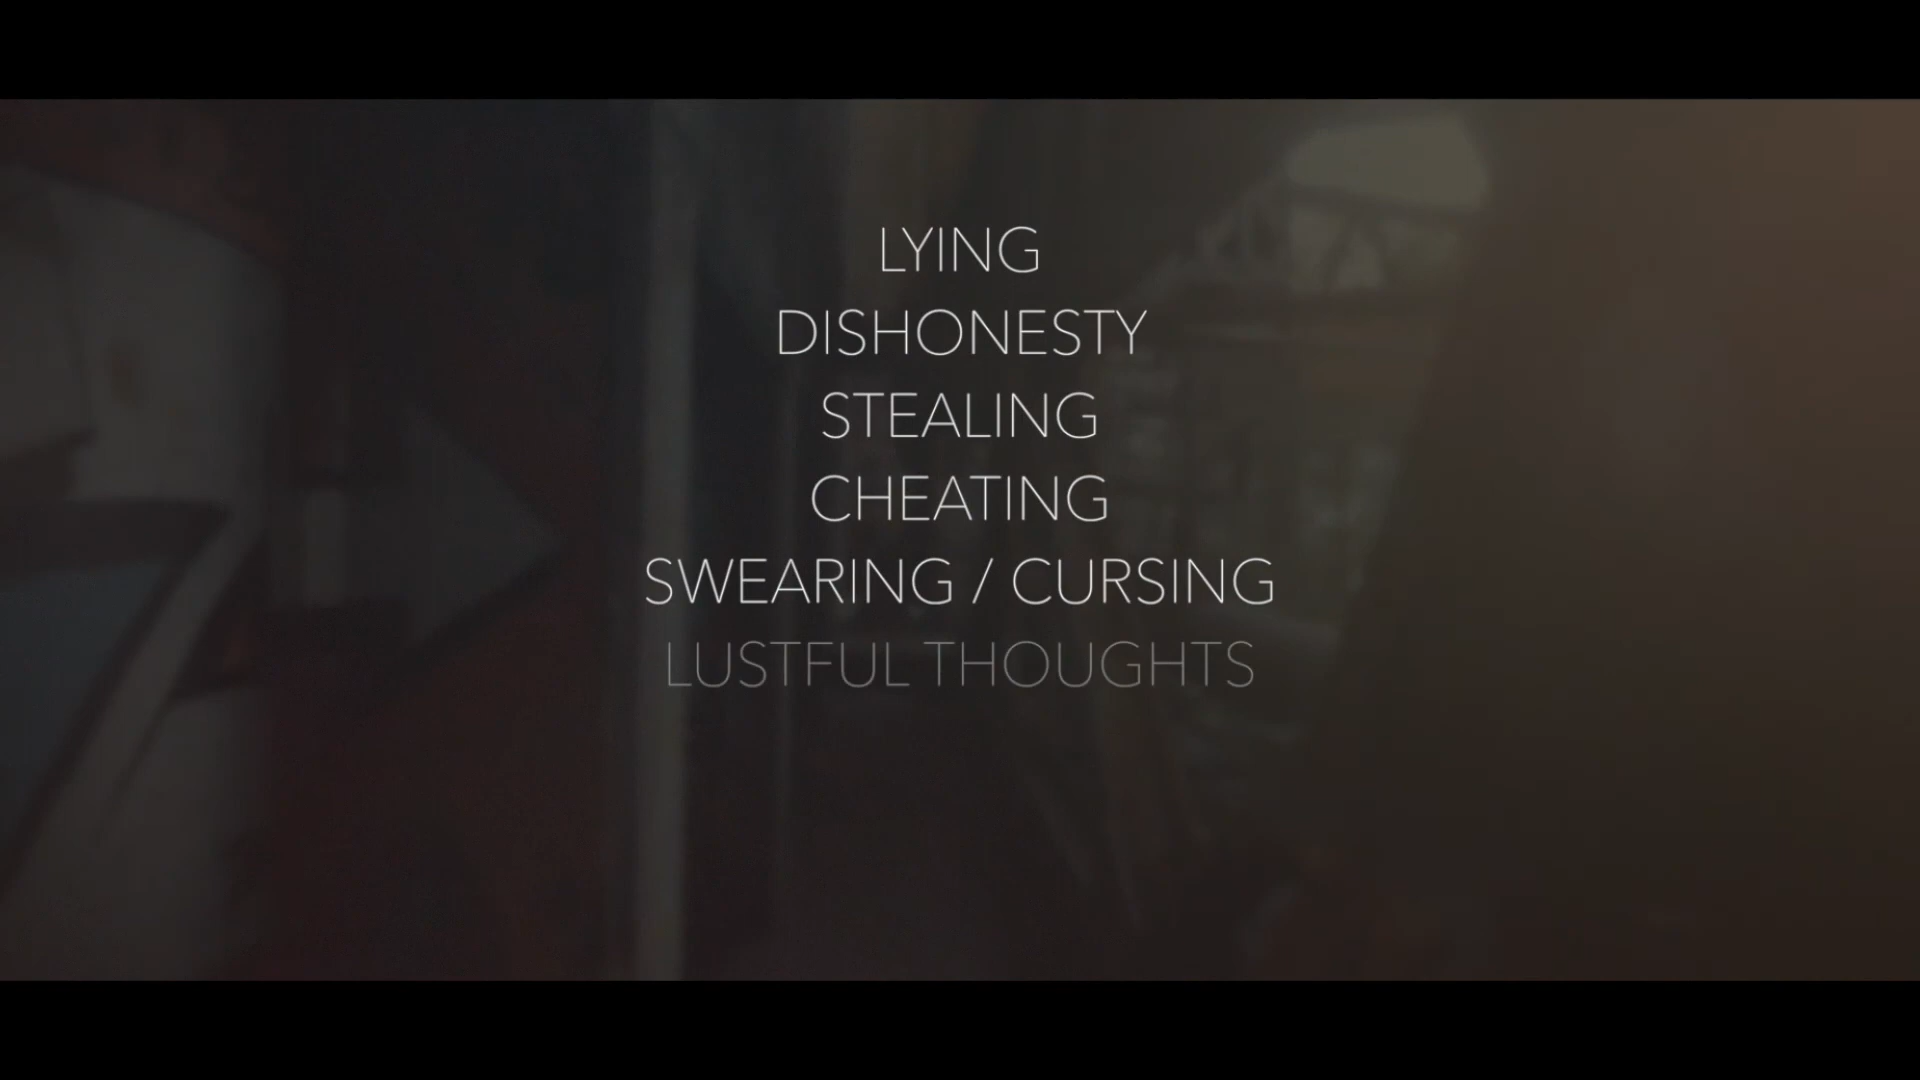 LYING
DISHONESTY
STEALING
CHEATING
SWEARING / CURSING
LUSTFUL THOUGHTS